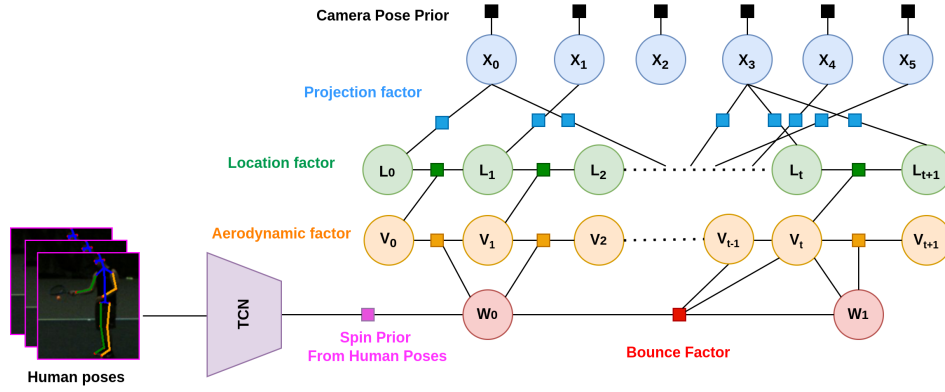 Camera Pose Prior
X0 X1 X2 X3 X4 X5
Projection factor
Location factor
L0 L1 L2 Lt Lt+1
Aerodynamic factor
V0 V1 V2 Vt-1 Vt Vt+1
TCN
W0 W1
Spin Prior
From Human Poses
Bounce Factor
Human poses